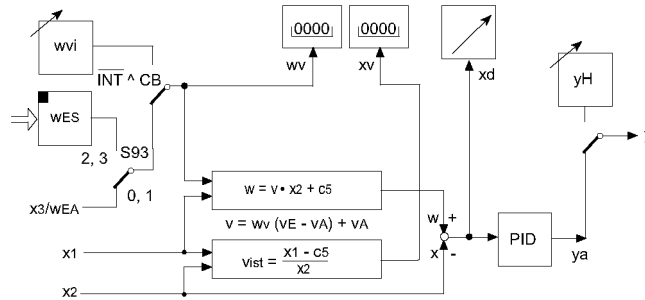 0000
0000
wvi
wv
xv
xd
yH
INT ^ CB
wES
2, 3
S93
0, 1
w = v • x2 + c5
x3/wEA
v = wv (vE - vA) + vA
w +
x -
PID
ya
x1
vist = x1 - c5
x2
x2